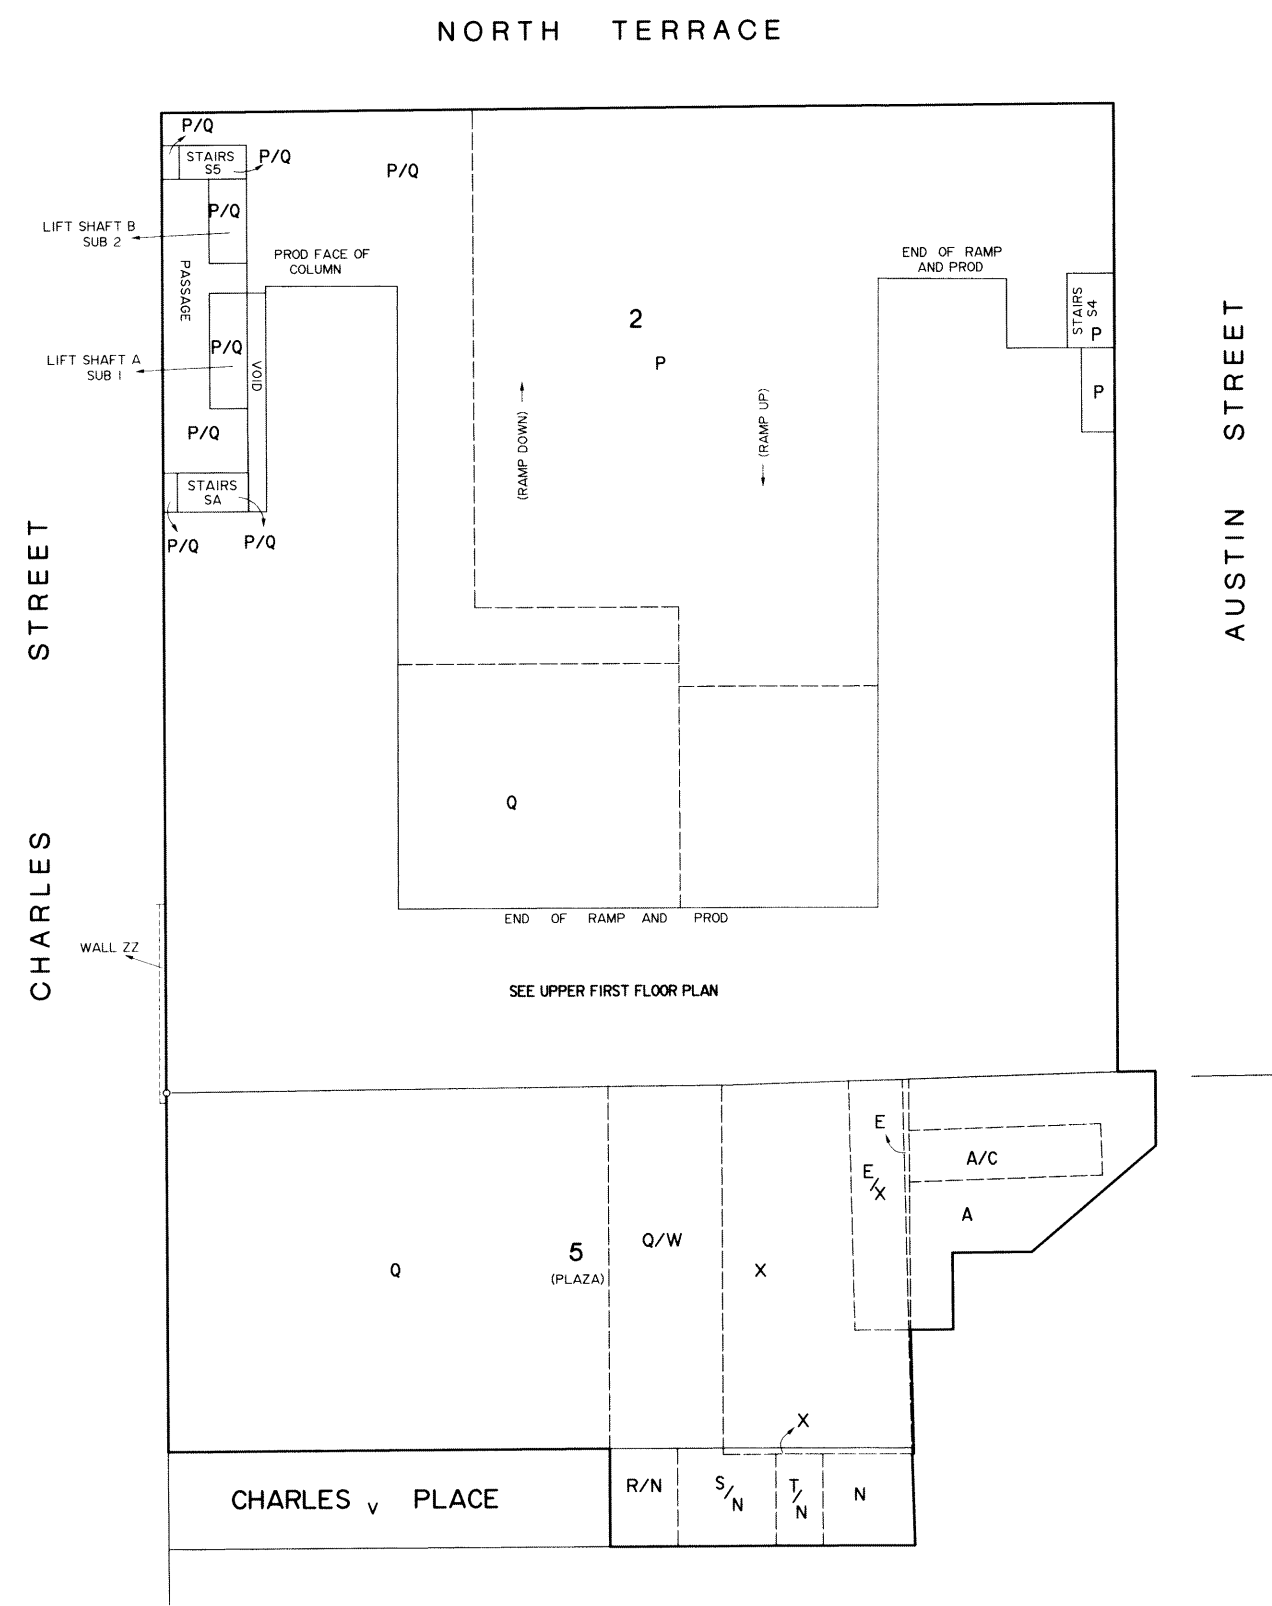 NORTH TERRACE
P/Q
STAIRS
S5
P/Q
P/Q
P/Q
LIFT SHAFT B
SUB 2
PASSAGE
PROD FACE OF
COLUMN
END OF RAMP
AND PROD
STAIRS
S4
P
2
P
P/Q
LIFT SHAFT A
SUB 1
VOID
P
(RAMP DOWN)
(RAMP UP)
P/Q
STAIRS
SA
P/Q
P/Q
CHARLES STREET
AUSTIN STREET
Q
END OF RAMP AND PROD
WALL ZZ
SEE UPPER FIRST FLOOR PLAN
E
A/C
E/X
A
Q/W
5
(PLAZA)
Q
X
X
CHARLES V PLACE
R/N
S/N
T/N
N